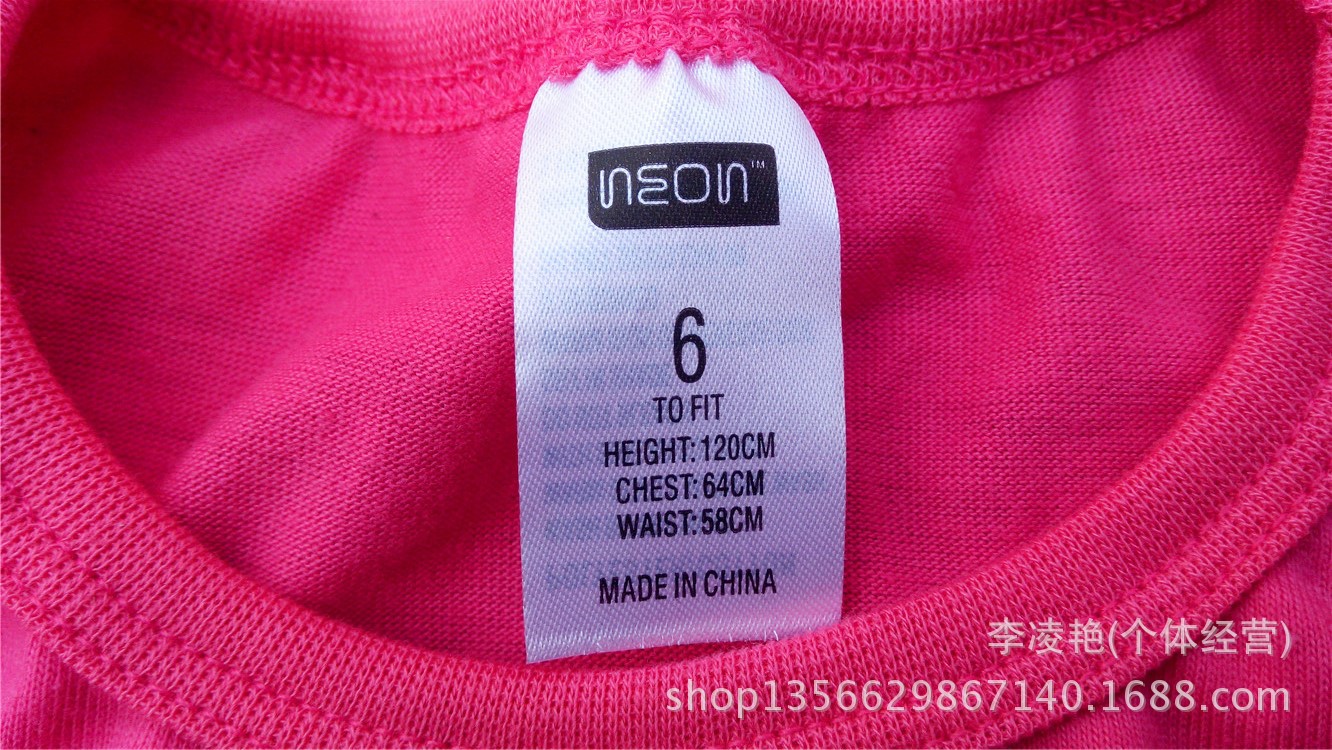 neon™
6
TO FIT
HEIGHT: 120CM
CHEST: 64CM
WAIST: 58CM
MADE IN CHINA
李凌艳(个体经营)
shop1356629867140.1688.com